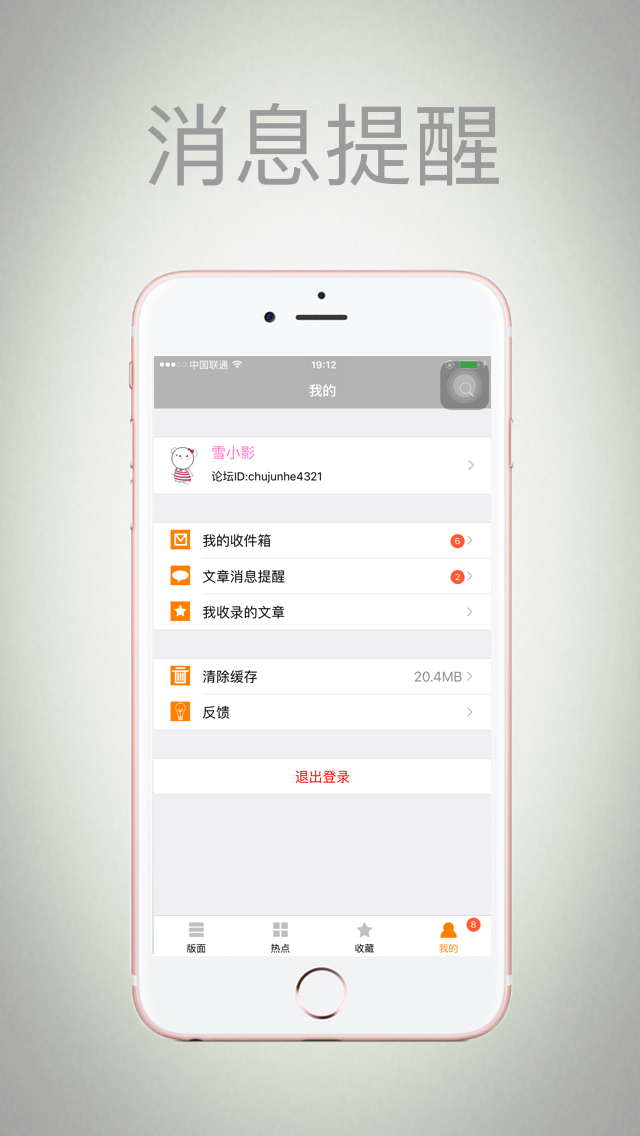 消息提醒
中国联通 19:12
我的
雪小影
论坛ID:chujunhe4321
我的收件箱 6
文章消息提醒 2
我收录的文章
清除缓存 20.4MB
反馈
退出登录
8
版面 热点 收藏 我的